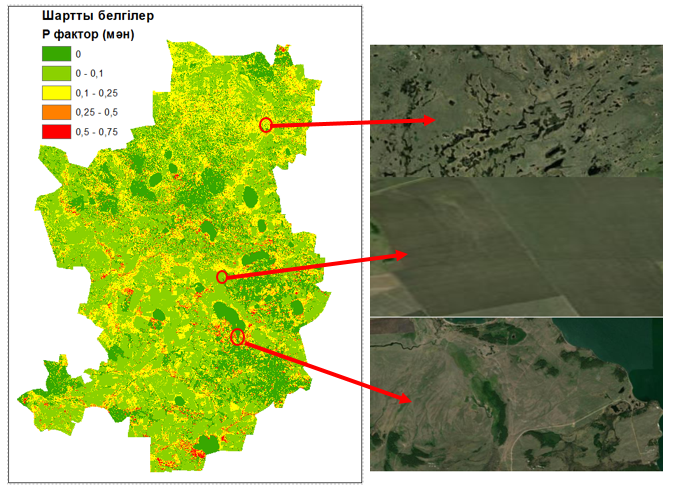 Шартты белгілер
Р фактор (мән)
0
0 - 0,1
0,1 - 0,25
0,25 - 0,5
0,5 - 0,75